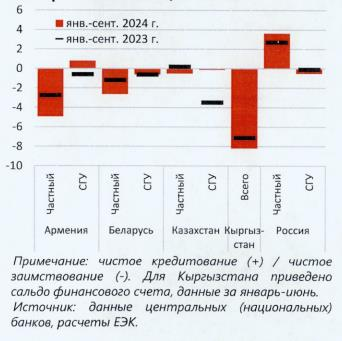 6
янв.-сент. 2024 г.
4
янв.-сент. 2023 г.
2
0
-2
-4
-6
-8
-10
Частный
СГУ
Частный
СГУ
Частный
СГУ
Всего
Частный
СГУ
Армения
Беларусь
Казахстан
Кыргыз-
стан
Россия
Примечание: чистое кредитование (+) / чистое
заимствование (-). Для Кыргызстана приведено
сальдо финансового счета, данные за январь-июнь.
Источник: данные центральных (национальных)
банков, расчеты ЕЭК.